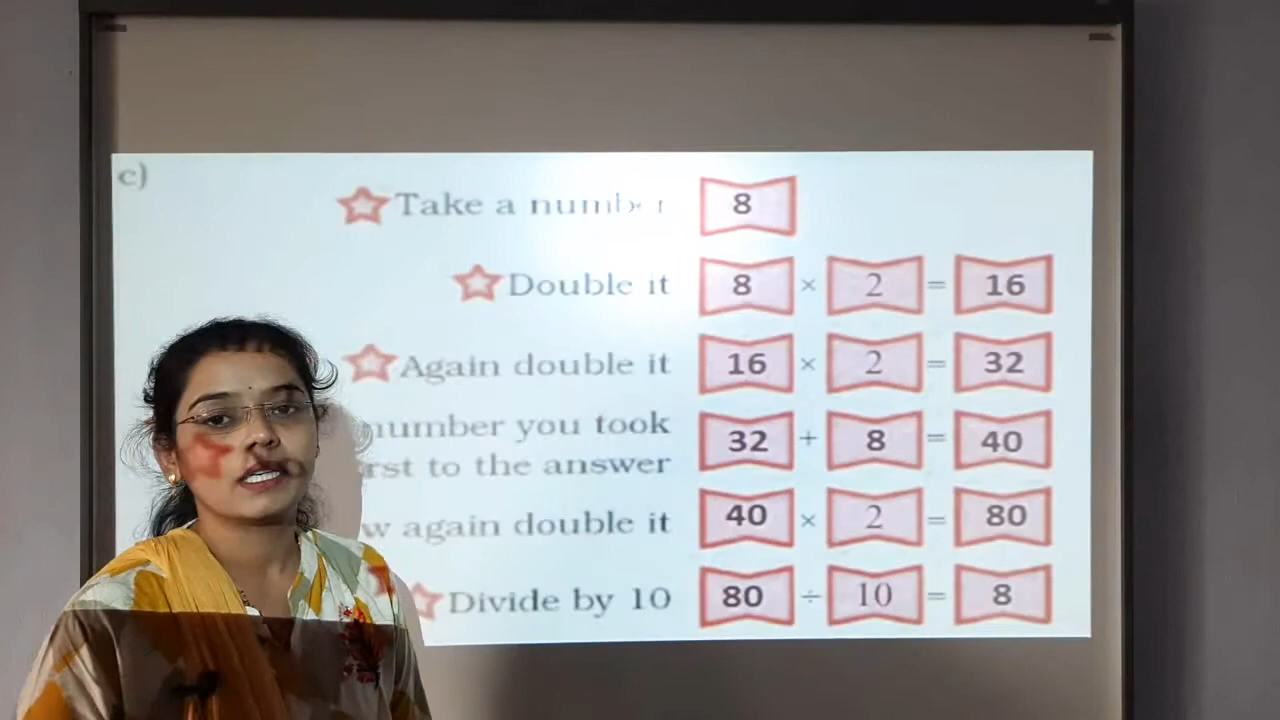 c)
Take a number 8
Double it 8 × 2 = 16
Again double it 16 × 2 = 32
number you took
to the answer 32 + 8 = 40
again double it 40 × 2 = 80
Divide by 10 80 ÷ 10 = 8